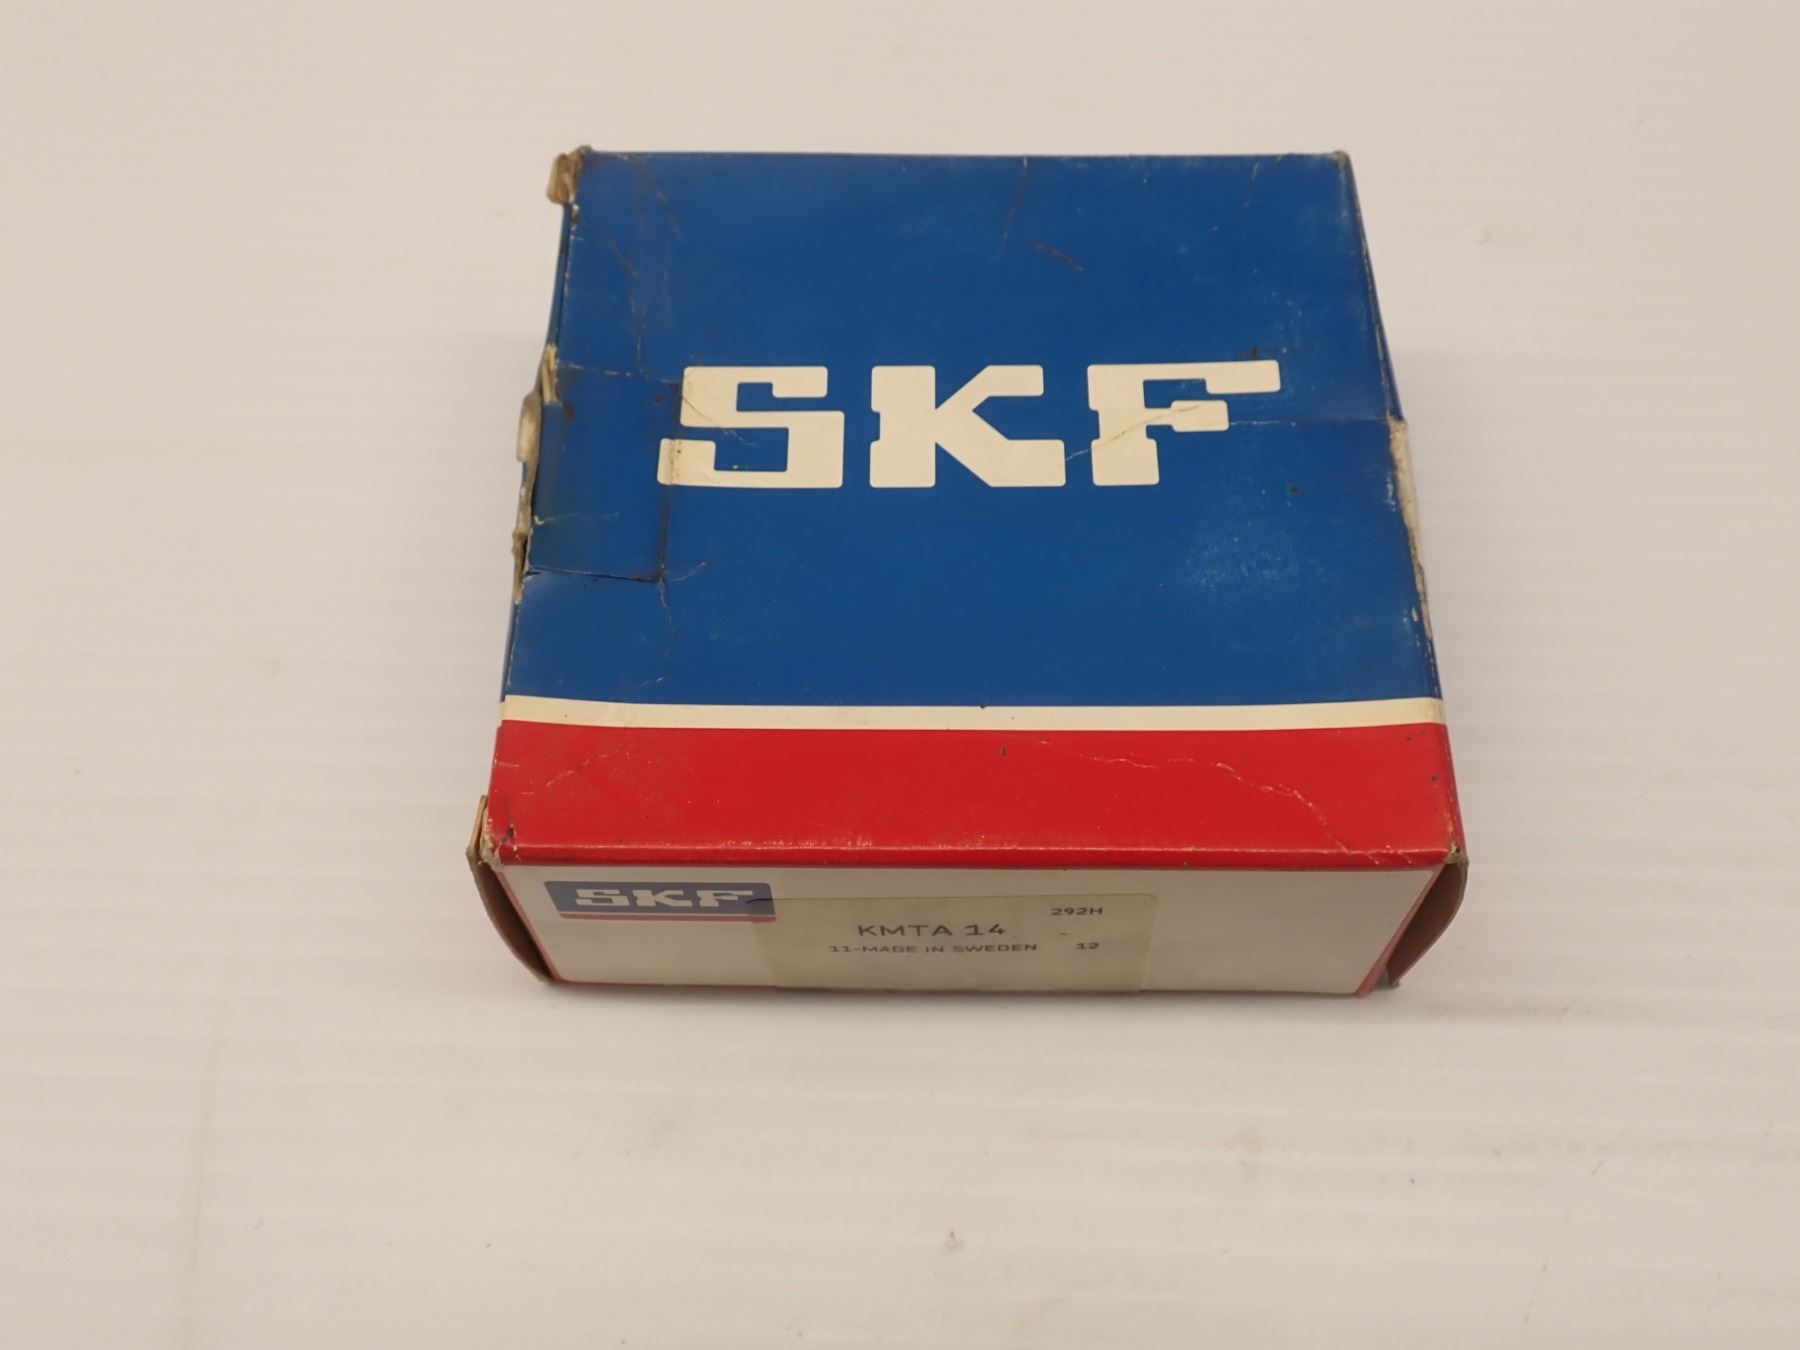 SKF
SKF
292H
KMTA 14
11-MADE IN SWEDEN 12